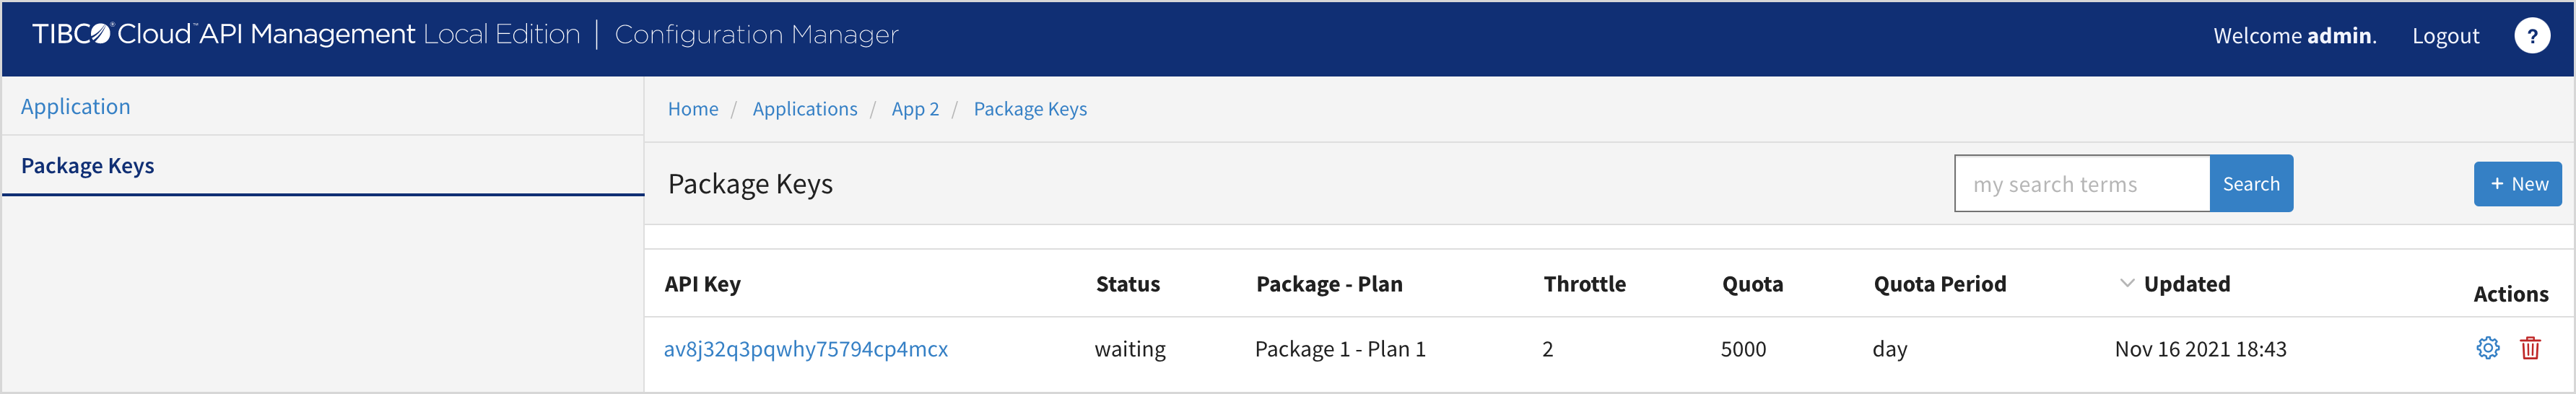 TIBCO® Cloud™ API Management Local Edition | Configuration Manager
Welcome admin. Logout ?
Application
Package Keys
Home / Applications / App 2 / Package Keys
Package Keys
my search terms Search + New
API Key Status Package - Plan Throttle Quota Quota Period Updated Actions
av8j32q3pqwhy75794cp4mcx waiting Package 1 - Plan 1 2 5000 day Nov 16 2021 18:43